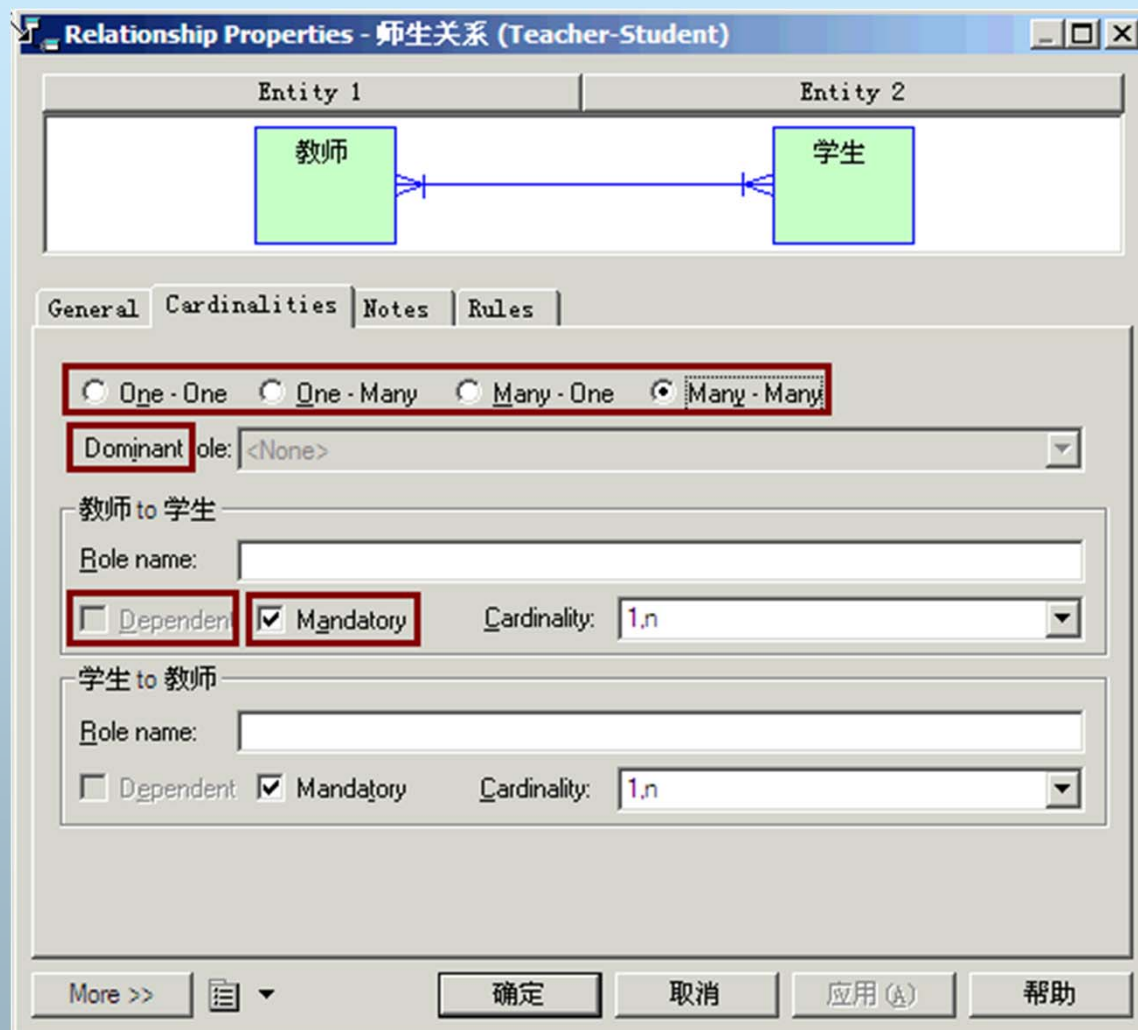 Relationship Properties - 师生关系 (Teacher-Student)
Entity 1 Entity 2
教师 学生
General Cardinalities Notes Rules
One - One One - Many Many - One Many - Many
Dominant ole: <None>
教师 to 学生
Role name:
Dependent Mandatory Cardinality: 1,n
学生 to 教师
Role name:
Dependent Mandatory Cardinality: 1,n
More >> 确定 取消 应用(A) 帮助